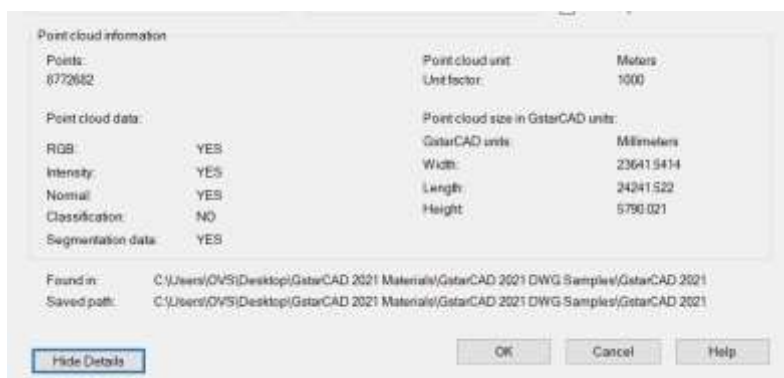 Point cloud information
Points:
8772682
Point cloud unit: Meters
Unit factor: 1000
Point cloud data:
RGB: YES
Intensity: YES
Normal: YES
Classification: NO
Segmentation data: YES
Point cloud size in GstarCAD units:
GstarCAD units: Millimeters
Width: 23641.5414
Length: 24241.522
Height: 5790.021
Found in: C:\Users\OVS\Desktop\GstarCAD 2021 Materials\GstarCAD 2021 DWG Samples\GstarCAD 2021
Saved path: C:\Users\OVS\Desktop\GstarCAD 2021 Materials\GstarCAD 2021 DWG Samples\GstarCAD 2021
Hide Details
OK
Cancel
Help